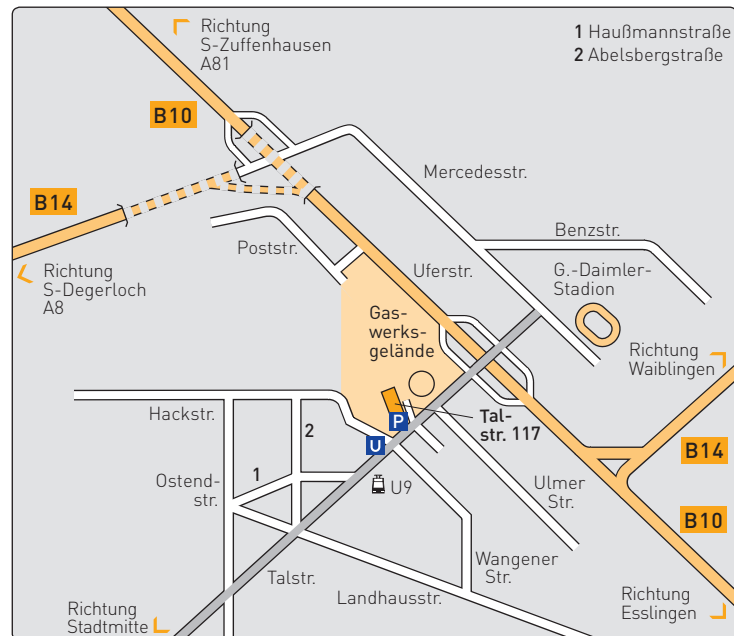 Richtung
S-Zuffenhausen
A81
1 Haußmannstraße
2 Abelsbergstraße
B10
Mercedesstr.
B14
Benzstr.
Poststr.
Uferstr.
G.-Daimler-
Stadion
Richtung
S-Degerloch
A8
Gas-
werks-
gelände
Richtung
Waiblingen
Hackstr.
P
Tal-
str. 117
2
U
B14
1
Ostend-
str.
U9
Ulmer
Str.
B10
Wangener
Str.
Talstr.
Landhausstr.
Richtung
Stadtmitte
Richtung
Esslingen